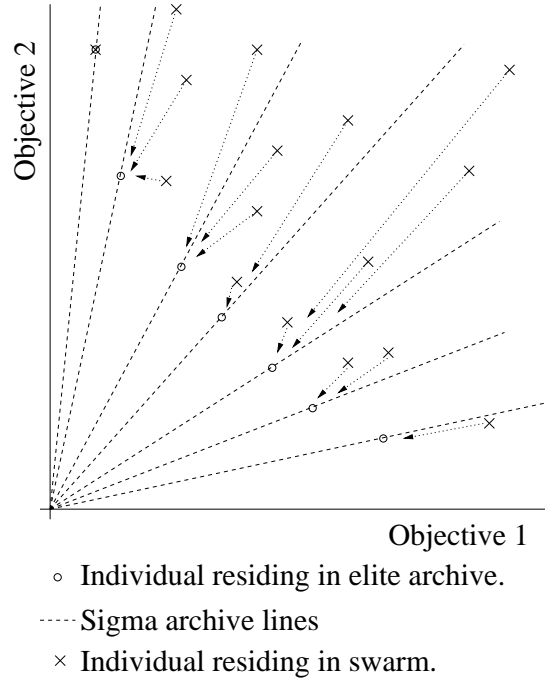 Objective 2
Objective 1
Individual residing in elite archive.
Sigma archive lines
Individual residing in swarm.